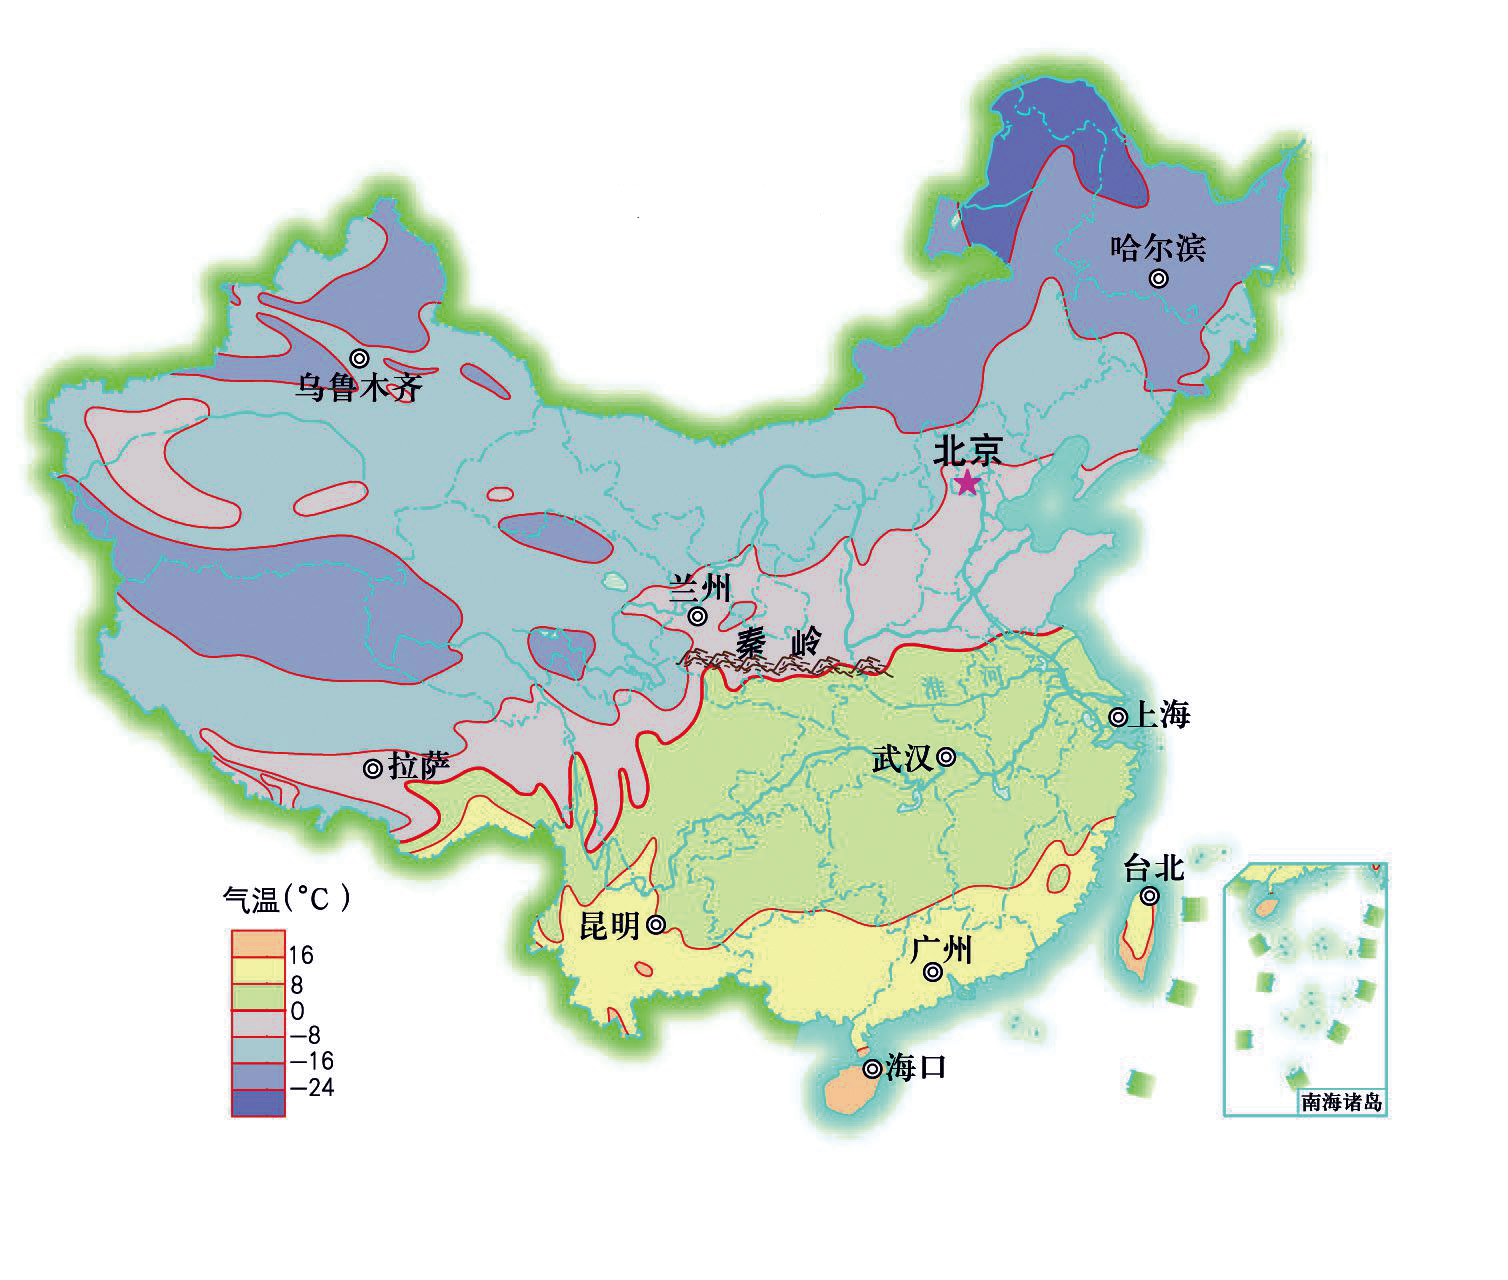 哈尔滨
乌鲁木齐
北京
兰州
秦岭
淮河
上海
武汉
拉萨
台北
昆明
广州
海口
南海诸岛
气温(°C )
16
8
0
−8
−16
−24